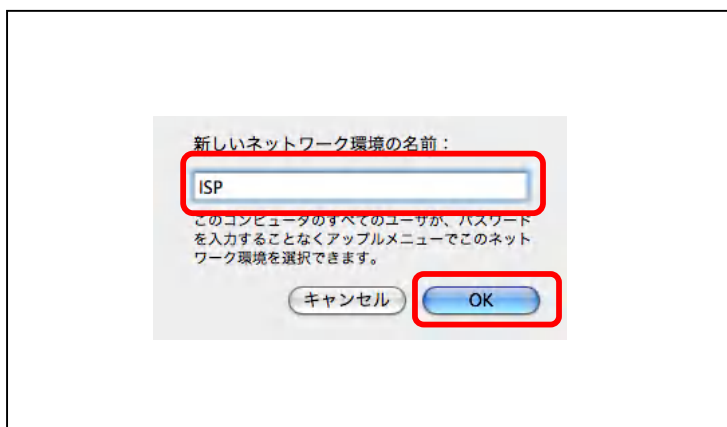 新しいネットワーク環境の名前：
ISP
このコンピュータのすべてのユーザが、パスワード
を入力することなくアップルメニューでこのネット
ワーク環境を選択できます。
キャンセル OK